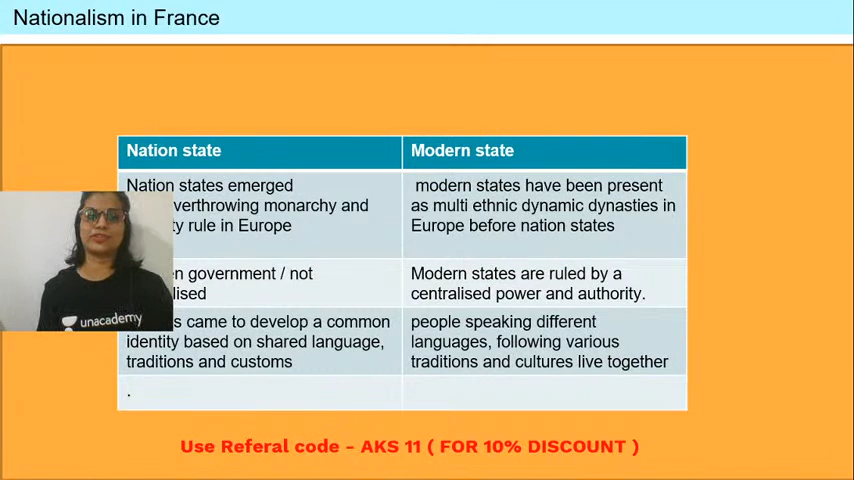 Nationalism in France
Nation state
Modern state
Nation states emerged
verthrowing monarchy and
ty rule in Europe
modern states have been present
as multi ethnic dynamic dynasties in
Europe before nation states
en government / not
lised
Modern states are ruled by a
centralised power and authority.
s came to develop a common
identity based on shared language,
traditions and customs
people speaking different
languages, following various
traditions and cultures live together
.
unacademy
Use Referal code - AKS 11 ( FOR 10% DISCOUNT )